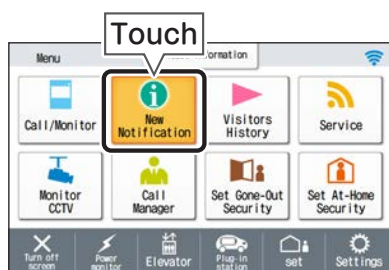 Touch
Menu
ormation
Call/Monitor
New
Notification
Visitors
History
Service
Monitor
CCTV
Call
Manager
Set Gone-Out
Security
Set At-Home
Security
Turn off
screen
Power
monitor
Elevator
Plug-in
station
set
Settings